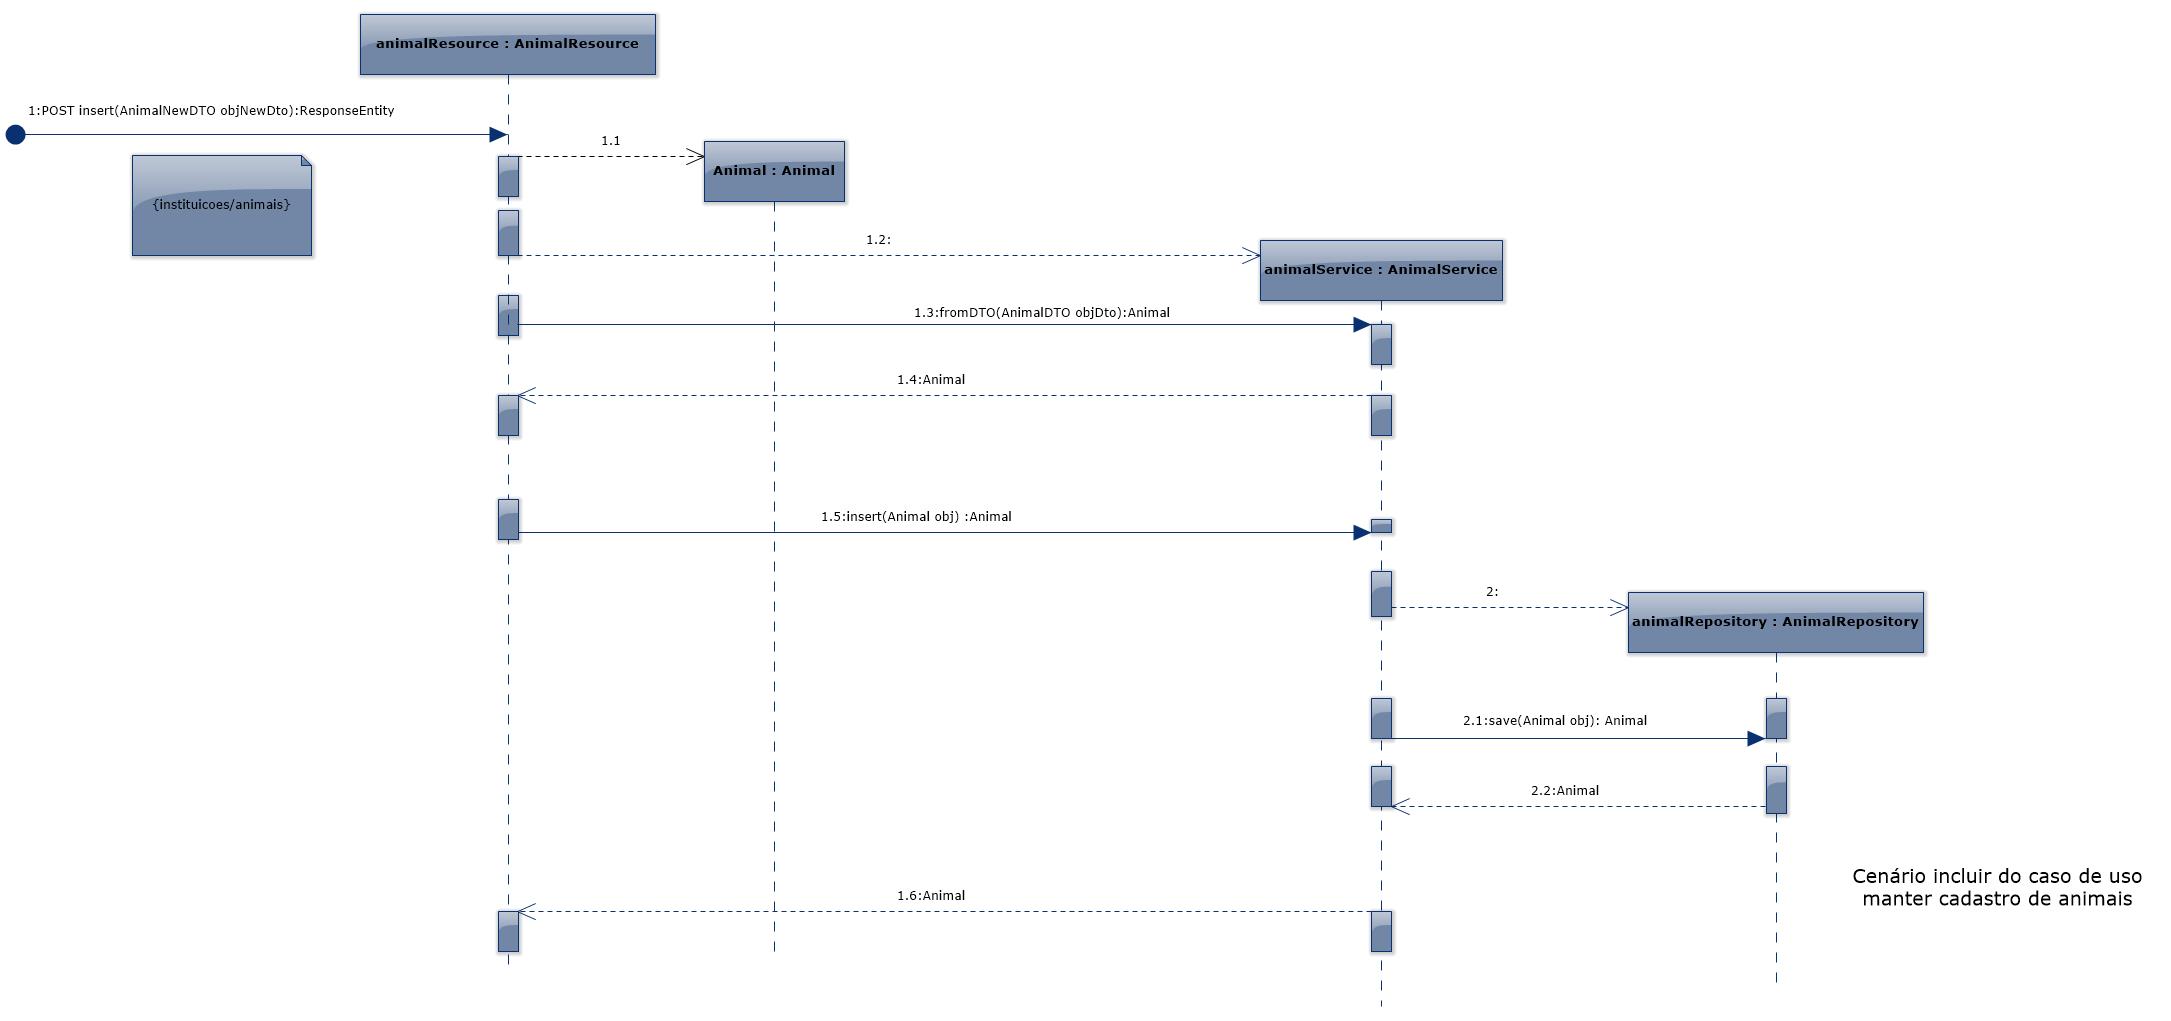 animalResource : AnimalResource
1:POST insert(AnimalNewDTO objNewDto):ResponseEntity
1.1
Animal : Animal
{instituicoes/animais}
1.2:
animalService : AnimalService
1.3:fromDTO(AnimalDTO objDto):Animal
1.4:Animal
1.5:insert(Animal obj) :Animal
2:
animalRepository : AnimalRepository
2.1:save(Animal obj): Animal
2.2:Animal
Cenário incluir do caso de uso
manter cadastro de animais
1.6:Animal